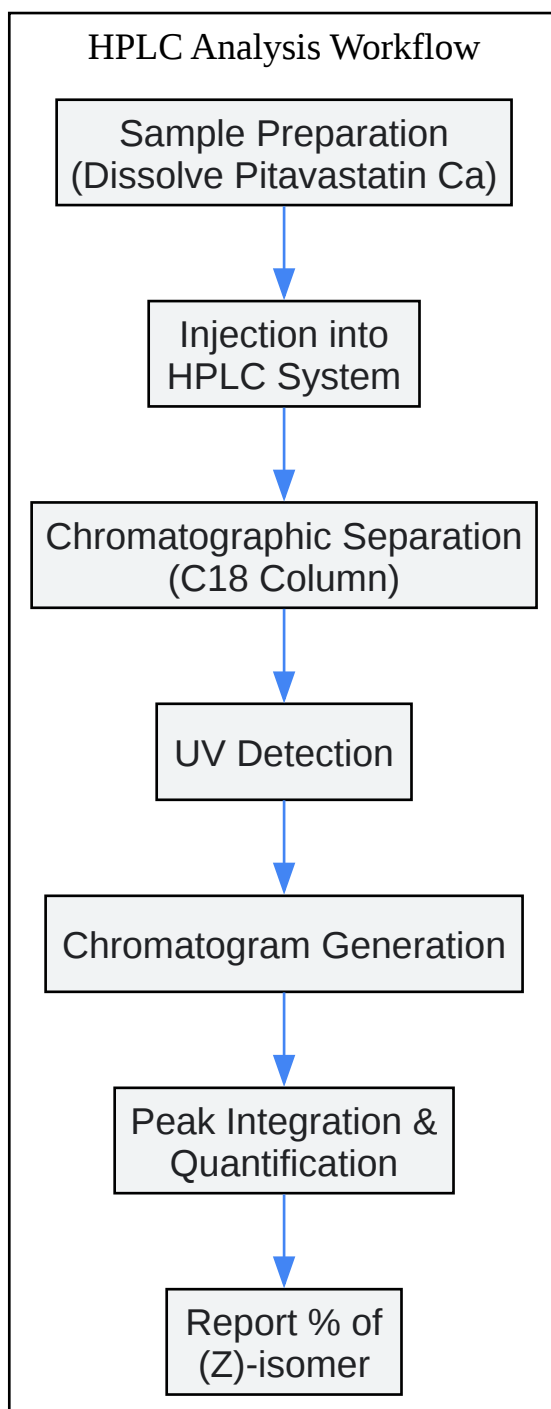 HPLC Analysis Workflow
Sample Preparation
(Dissolve Pitavastatin Ca)
Injection into
HPLC System
Chromatographic Separation
(C18 Column)
UV Detection
Chromatogram Generation
Peak Integration &
Quantification
Report % of
(Z)-isomer